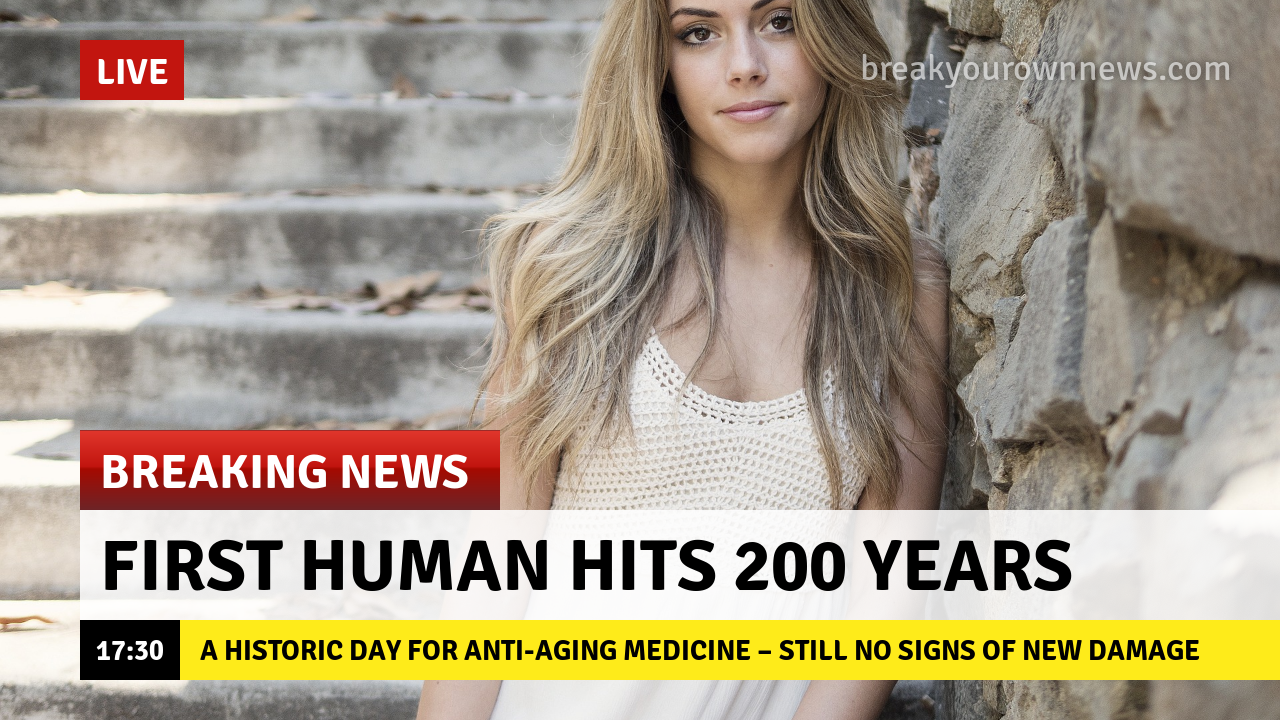 LIVE
breakyourownnews.com
BREAKING NEWS
FIRST HUMAN HITS 200 YEARS
17:30 A HISTORIC DAY FOR ANTI-AGING MEDICINE – STILL NO SIGNS OF NEW DAMAGE